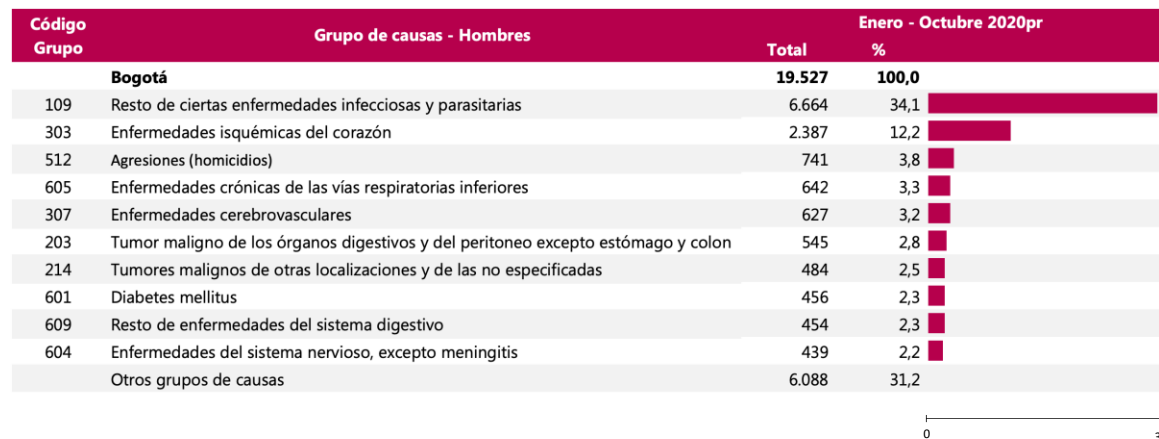 Código Grupo Grupo de causas - Hombres Enero - Octubre 2020pr
Total %
Bogotá 19.527 100,0
109 Resto de ciertas enfermedades infecciosas y parasitarias 6.664 34,1
303 Enfermedades isquémicas del corazón 2.387 12,2
512 Agresiones (homicidios) 741 3,8
605 Enfermedades crónicas de las vías respiratorias inferiores 642 3,3
307 Enfermedades cerebrovasculares 627 3,2
203 Tumor maligno de los órganos digestivos y del peritoneo excepto estómago y colon 545 2,8
214 Tumores malignos de otras localizaciones y de las no especificadas 484 2,5
601 Diabetes mellitus 456 2,3
609 Resto de enfermedades del sistema digestivo 454 2,3
604 Enfermedades del sistema nervioso, excepto meningitis 439 2,2
Otros grupos de causas 6.088 31,2
0